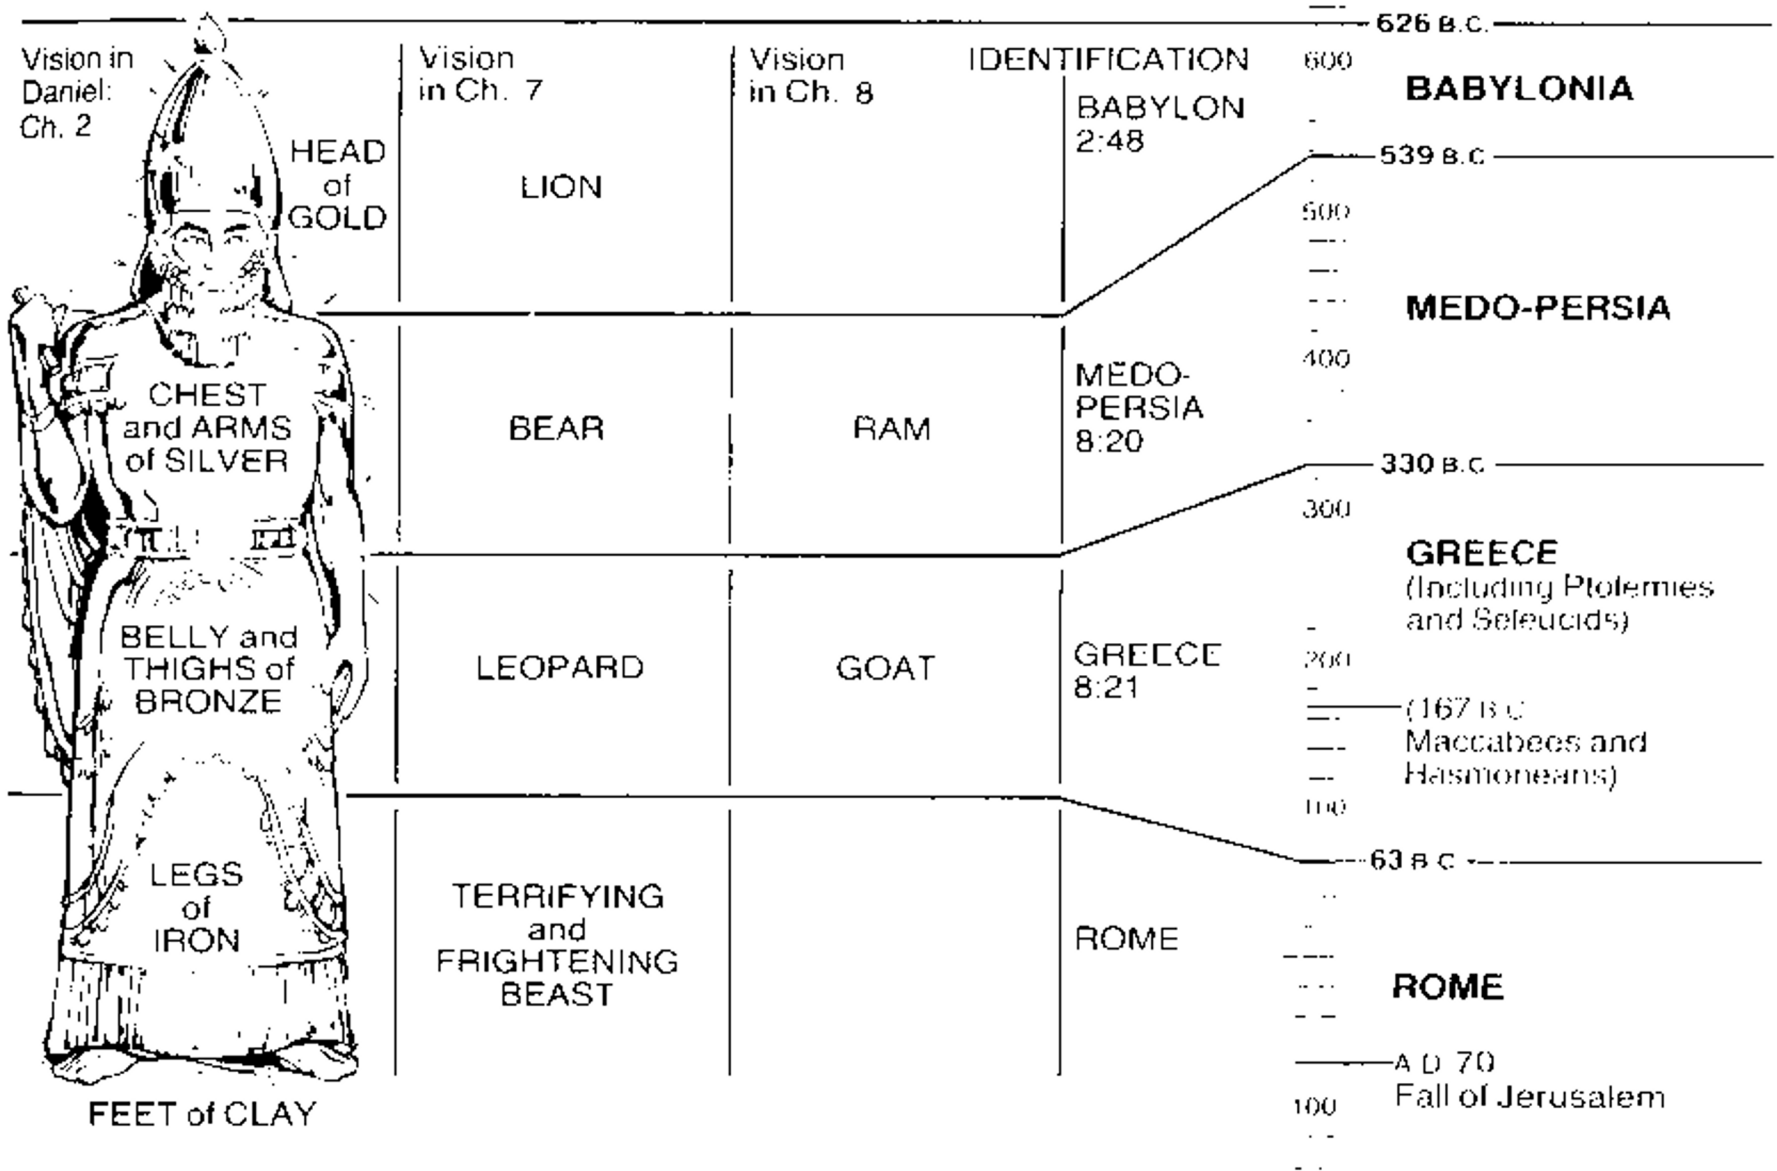 Vision in
Daniel:
Ch. 2
HEAD
of
GOLD
CHEST
and ARMS
of SILVER
BELLY and
THIGHS of
BRONZE
LEGS
of
IRON
FEET of CLAY
Vision
in Ch. 7
LION
BEAR
LEOPARD
TERRIFYING
and
FRIGHTENING
BEAST
Vision
in Ch. 8
RAM
GOAT
IDENTIFICATION
BABYLON
2:48
MEDO-
PERSIA
8:20
GREECE
8:21
ROME
626 B.C.
600
BABYLONIA
539 B.C
500
MEDO-PERSIA
400
330 B.C
300
GREECE
(Including Ptolemies
and Seleucids)
200
(167 B C
Maccabees and
Hasmoneans)
100
63 B C
ROME
A D 70
Fall of Jerusalem
100